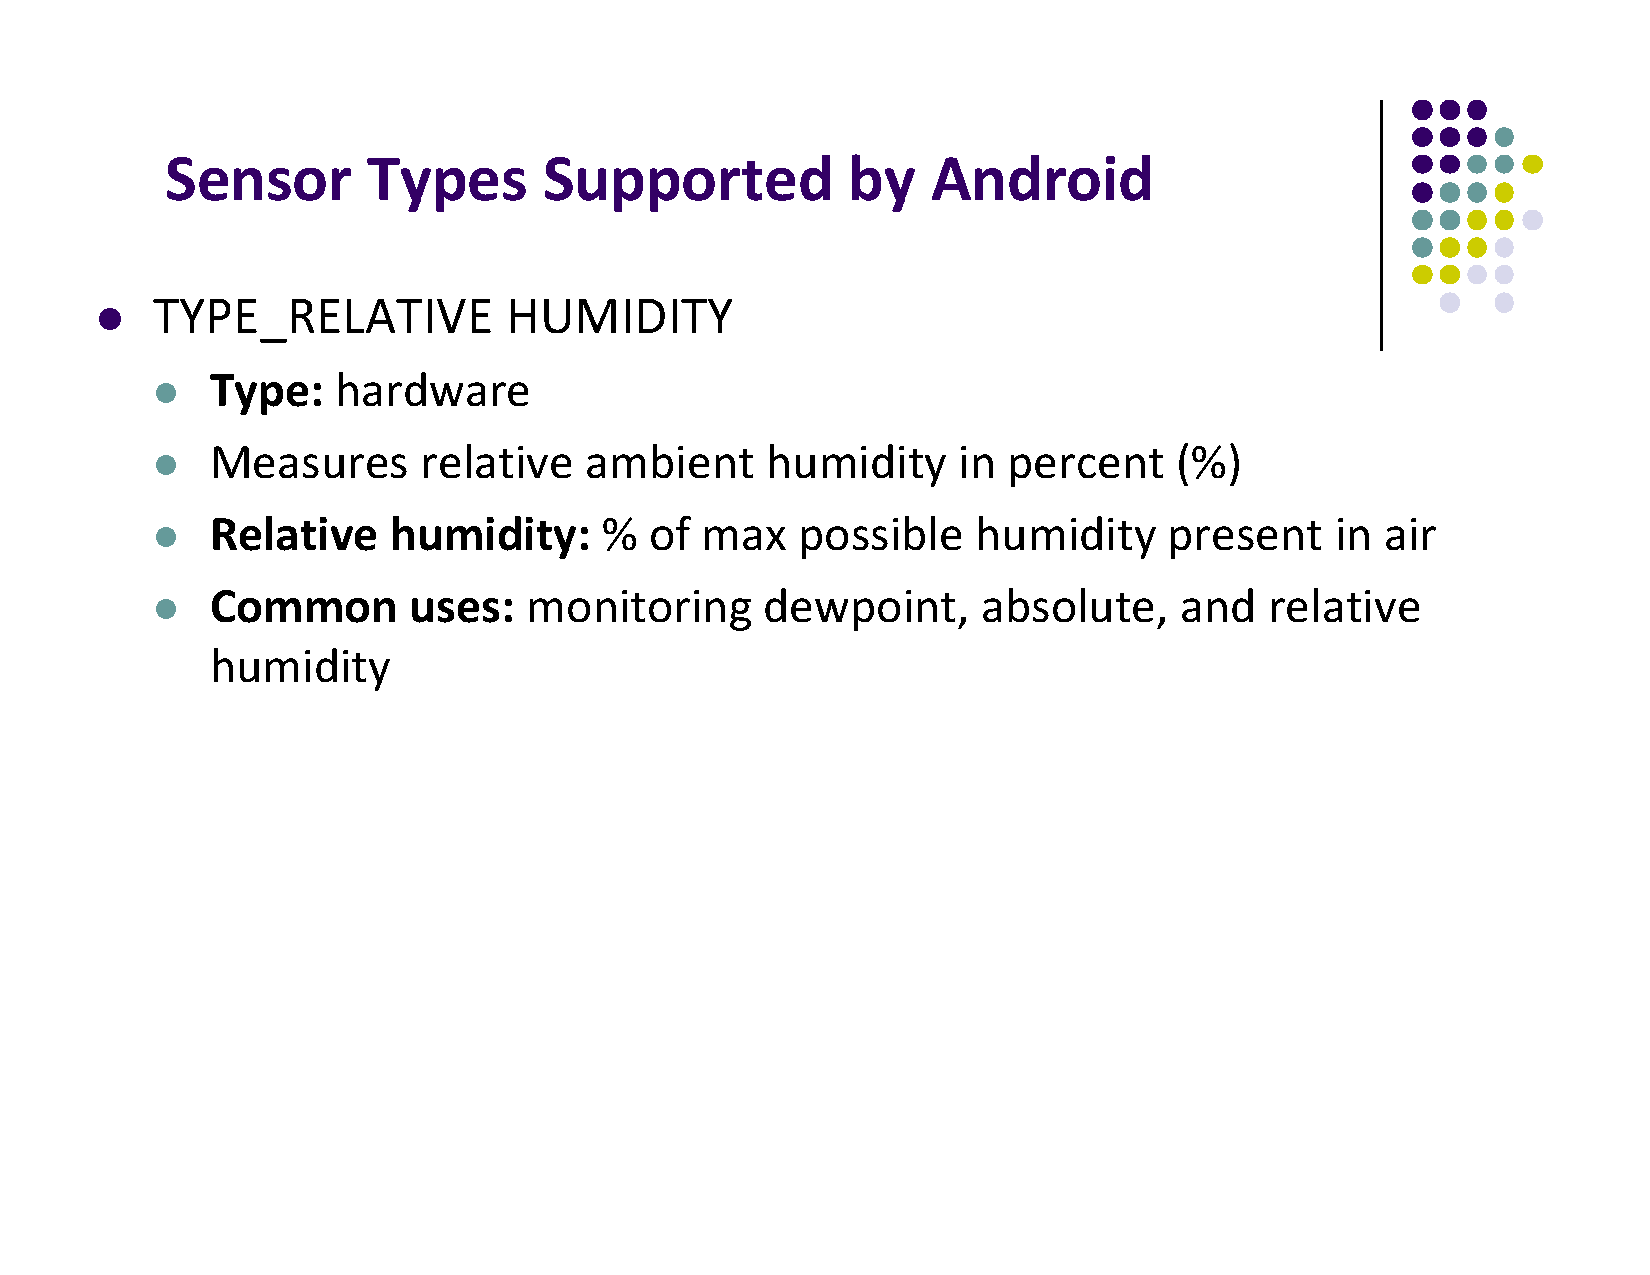 Sensor Types Supported by Android
TYPE_RELATIVE HUMIDITY
Type: hardware
Measures relative ambient humidity in percent (%)
Relative humidity: % of max possible humidity present in air
Common uses: monitoring dewpoint, absolute, and relative
humidity